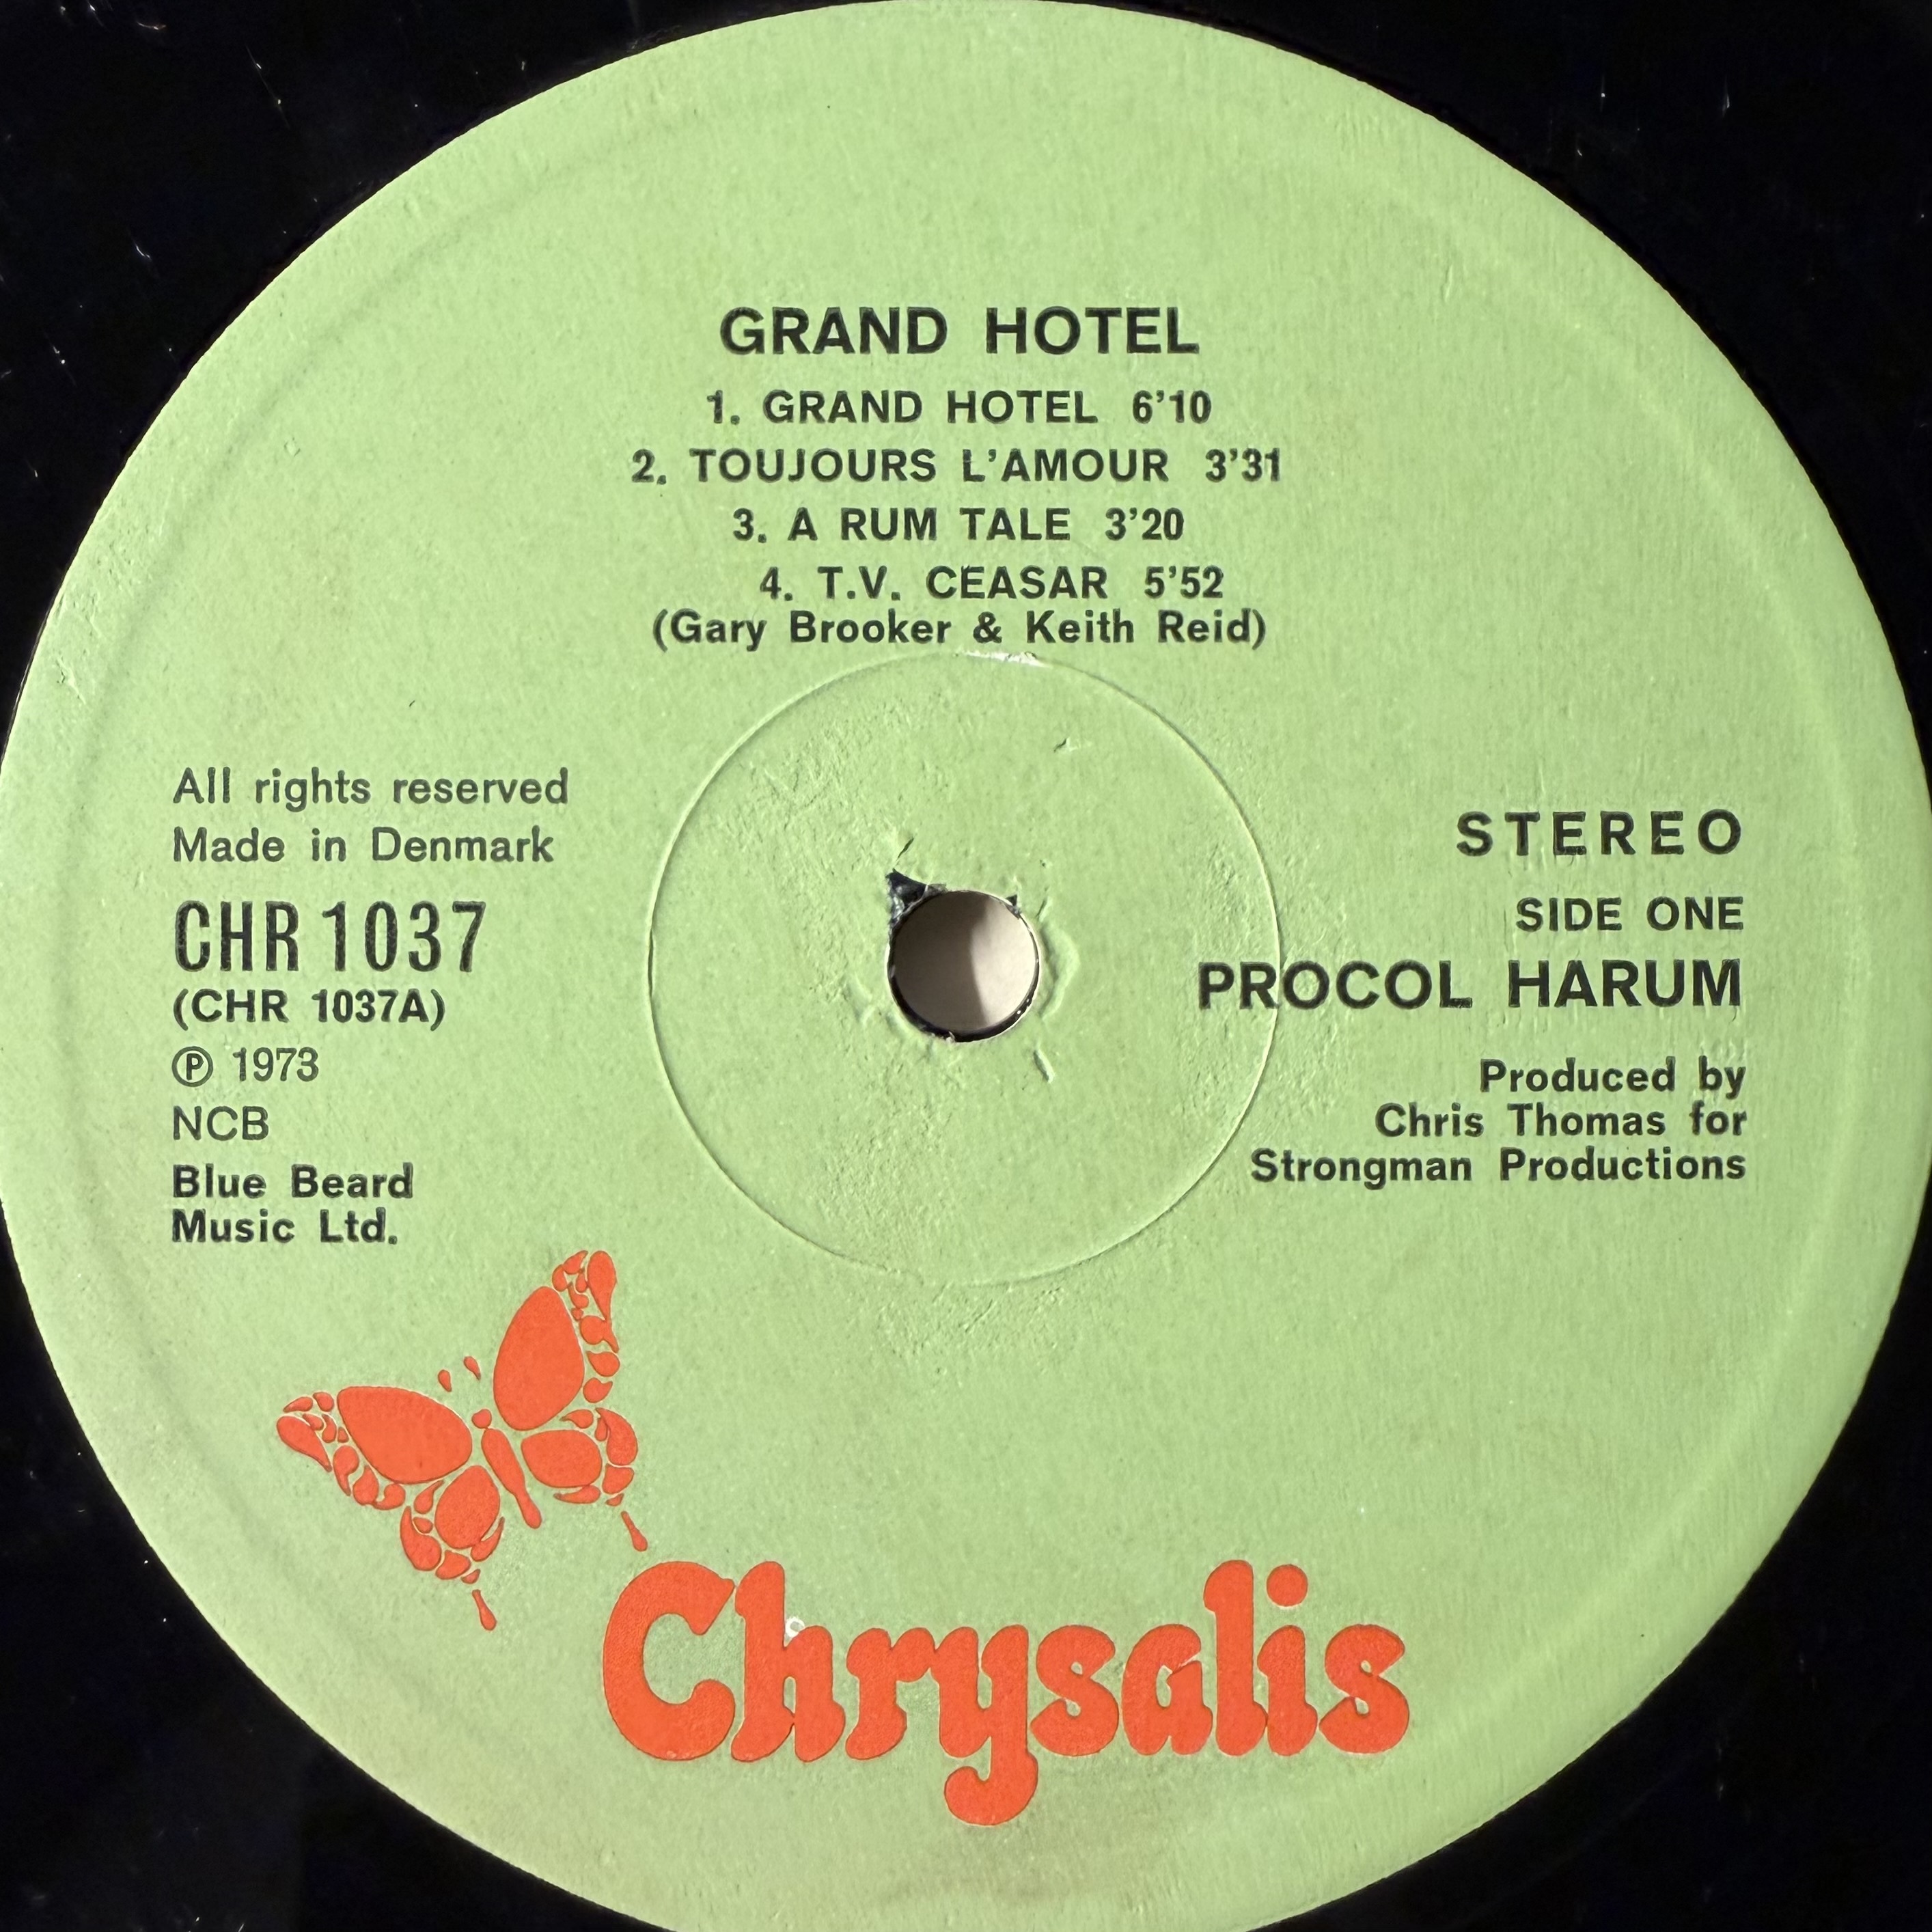 GRAND HOTEL
1. GRAND HOTEL 6'10
2. TOUJOURS L'AMOUR 3'31
3. A RUM TALE 3'20
4. T.V. CEASAR 5'52
(Gary Brooker & Keith Reid)
All rights reserved
Made in Denmark
CHR 1037
(CHR 1037A)
Ⓟ 1973
NCB
Blue Beard
Music Ltd.
STEREO
SIDE ONE
PROCOL HARUM
Produced by
Chris Thomas for
Strongman Productions
Chrysalis